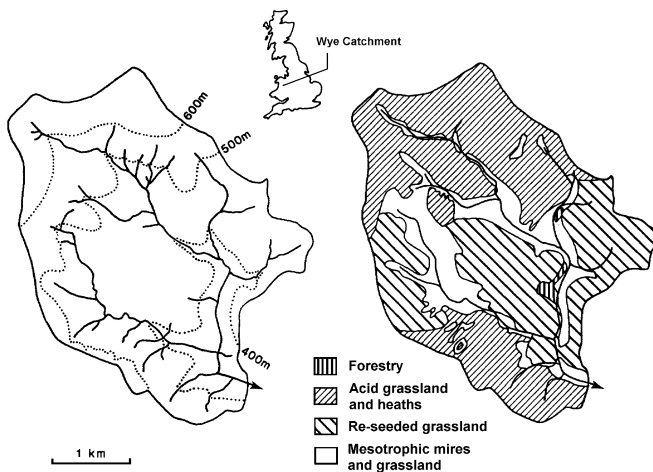 Wye Catchment
600m
500m
400m
1 km
Forestry
Acid grassland
and heaths
Re-seeded grassland
Mesotrophic mires
and grassland